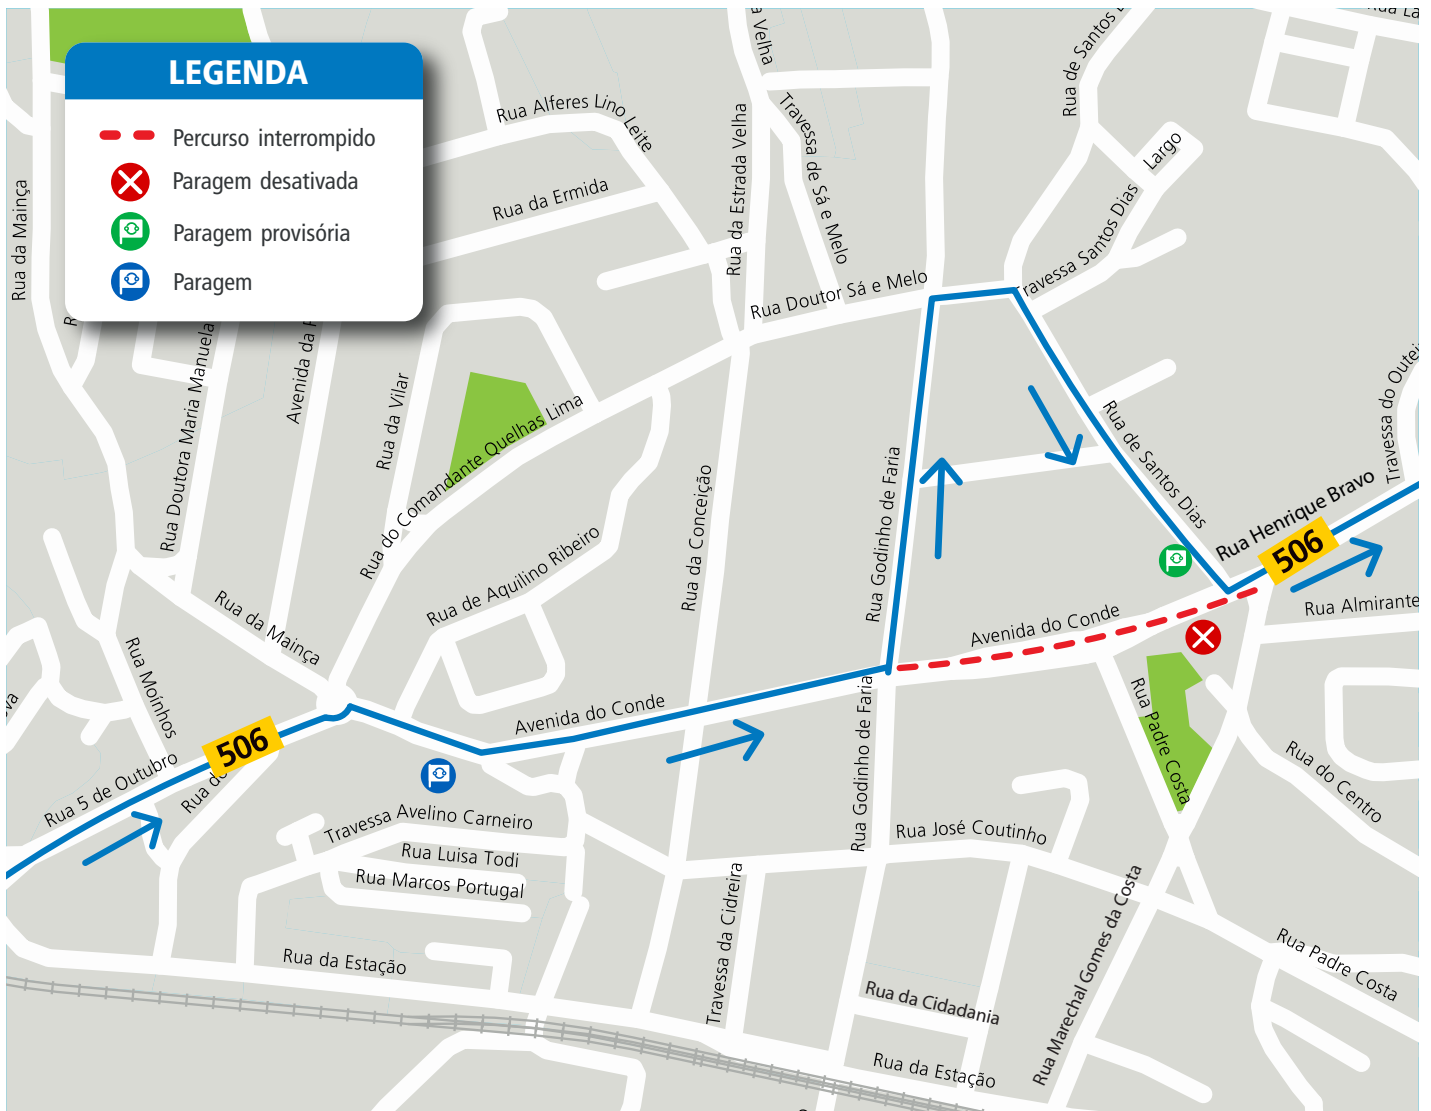 LEGENDA
Percurso interrompido
Paragem desativada
Paragem provisória
Paragem
Rua da Mainça
Rua Alferes Lino Leite
Rua da Ermida
Velha
Rua da Estrada Velha
Travessa de Sá e Melo
Rua de Santos
Largo
Travessa Santos Dias
Rua Doutor Sá e Melo
Rua Doutora Maria Manuela
Avenida da
Rua da Vilar
Rua do Comandante Quelhas Lima
Rua de Aquilino Ribeiro
Rua da Conceição
Rua Godinho de Faria
Rua de Santos Dias
Travessa do Outei
Rua Henrique Bravo
506
Rua Almirante
Avenida do Conde
Rua da Mainça
Rua Moínhos
506
Rua 5 de Outubro
Avenida do Conde
Rua Godinho de Faria
Rua Padre Costa
Rua do Centro
Travessa Avelino Carneiro
Rua Luisa Todi
Rua Marcos Portugal
Rua José Coutinho
Travessa da Cidreira
Rua da Estação
Rua Marechal Gomes da Costa
Rua Padre Costa
Rua da Cidadania
Rua da Estação